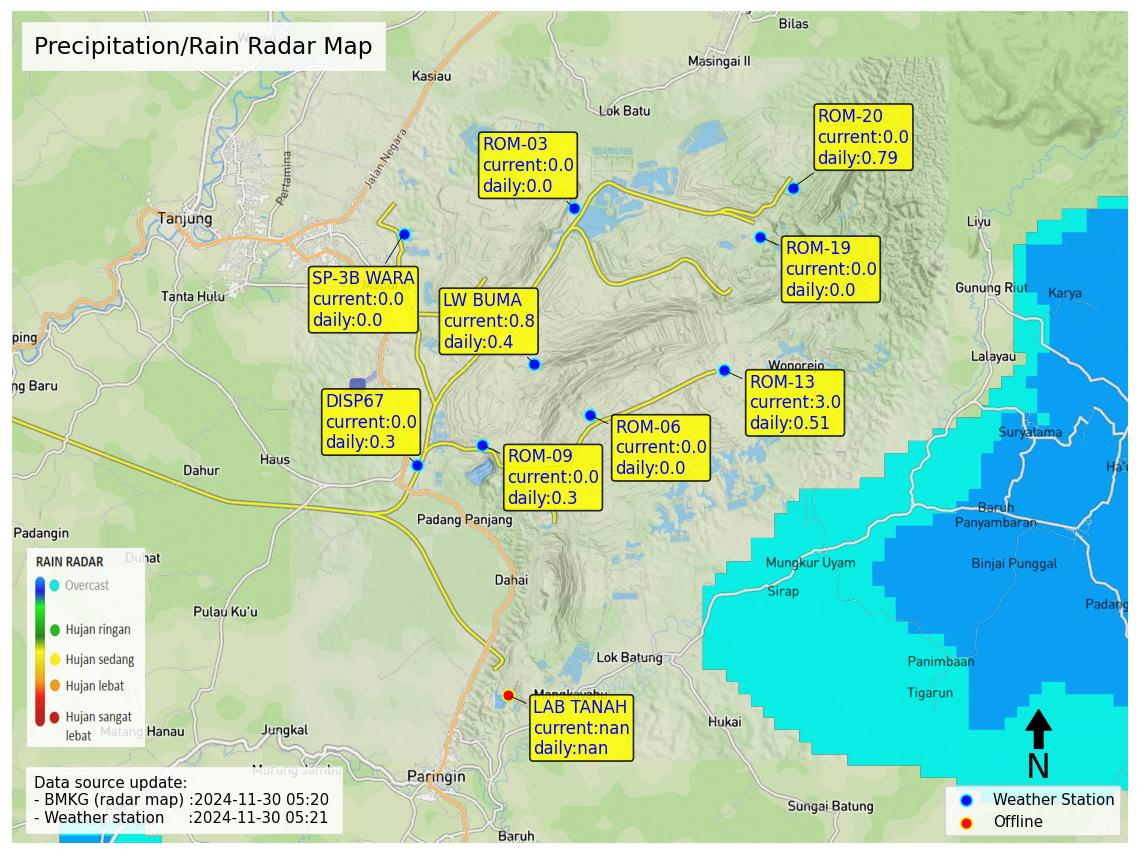 Precipitation/Rain Radar Map
Bilas
Masingai II
Kasiau
Lok Batu
Jalan Negara
Pertamina
Tanjung
Tanta Hulu
ping
ng Baru
ROM-03
current:0.0
daily:0.0
ROM-20
current:0.0
daily:0.79
ROM-19
current:0.0
daily:0.0
SP-3B WARA
current:0.0
daily:0.0
LW BUMA
current:0.8
daily:0.4
Liyu
Gunung Riut
Karya
Lalayau
Wonorejo
ROM-13
current:3.0
daily:0.51
DISP67
current:0.0
daily:0.3
ROM-06
current:0.0
daily:0.0
ROM-09
current:0.0
daily:0.3
Suryatama
Haus
Dahur
Padang Panjang
Baruh
Panyambaran
Padangin
Duhat
Mungkur Uyam
Binjai Punggal
Dahai
Sirap
Padang
Pulau Ku'u
RAIN RADAR
Overcast
Hujan ringan
Hujan sedang
Hujan lebat
Hujan sangat
lebat
Lok Batung
Panimbaan
Tigarun
Mangkayahu
LAB TANAH
current:nan
daily:nan
Hukai
Matang Hanau
Jungkal
Murung Jambu
Paringin
N
Data source update:
- BMKG (radar map) :2024-11-30 05:20
- Weather station :2024-11-30 05:21
Sungai Batung
Baruh
Weather Station
Offline